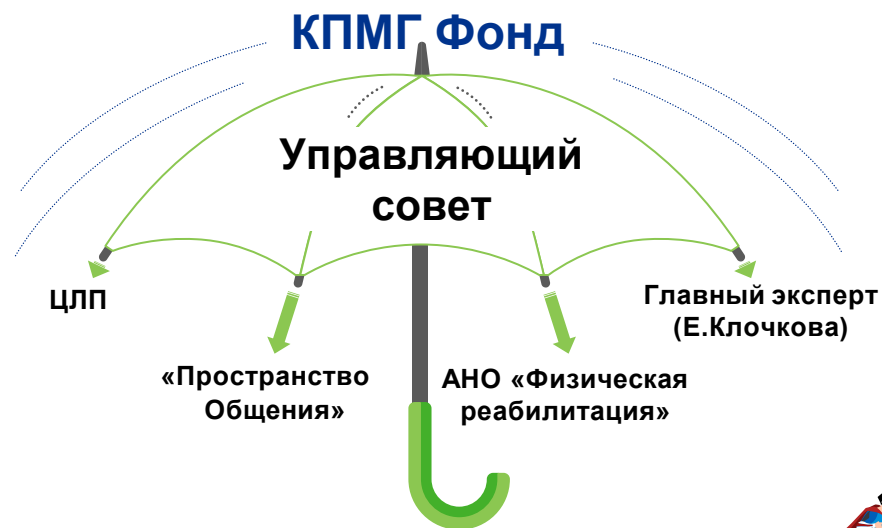 КПМГ Фонд
Управляющий
совет
ЦЛП
Главный эксперт
(Е.Клочкова)
«Пространство
Общения»
АНО «Физическая
реабилитация»